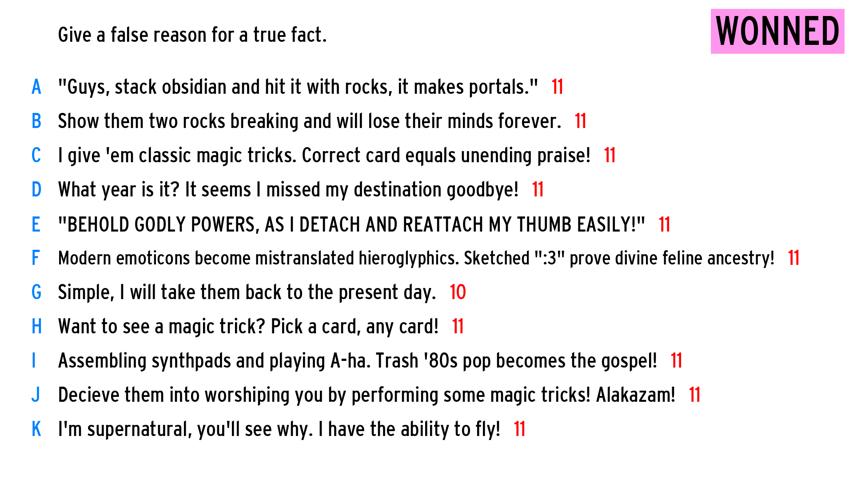 Give a false reason for a true fact.
WONNED
A "Guys, stack obsidian and hit it with rocks, it makes portals." 11
B Show them two rocks breaking and will lose their minds forever. 11
C I give 'em classic magic tricks. Correct card equals unending praise! 11
D What year is it? It seems I missed my destination goodbye! 11
E "BEHOLD GODLY POWERS, AS I DETACH AND REATTACH MY THUMB EASILY!" 11
F Modern emoticons become mistranslated hieroglyphics. Sketched ":3" prove divine feline ancestry! 11
G Simple, I will take them back to the present day. 10
H Want to see a magic trick? Pick a card, any card! 11
I Assembling synthpads and playing A-ha. Trash '80s pop becomes the gospel! 11
J Decieve them into worshiping you by performing some magic tricks! Alakazam! 11
K I'm supernatural, you'll see why. I have the ability to fly! 11